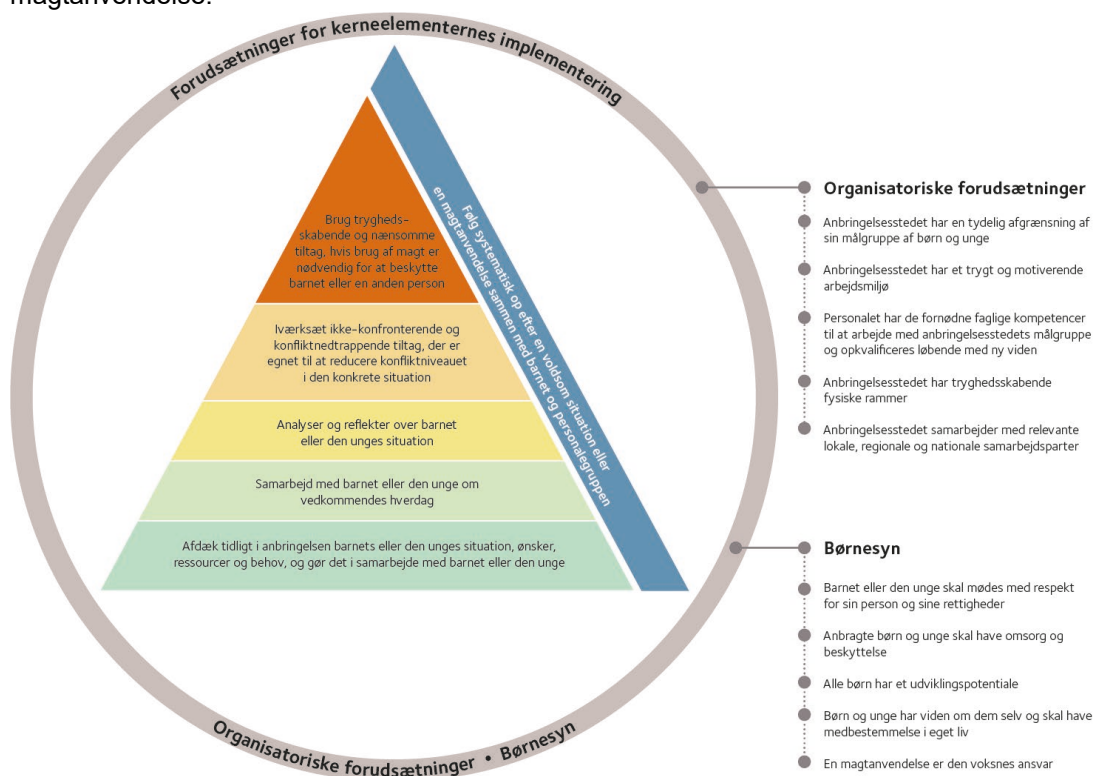 magtanvendelse.
Forudsætninger for kerneelementernes implementering
Brug trygheds-
skabende og nænsomme
tiltag, hvis brug af magt er
nødvendig for at beskytte
barnet eller en anden person
Iværksæt ikke-konfronterende og
konfliktnedtrappende tiltag, der er
egnet til at reducere konfliktniveauet
i den konkrete situation
Analyser og reflekter over barnet
eller den unges situation
Samarbejd med barnet eller den unge om
vedkommendes hverdag
Afdæk tidligt i anbringelsen barnets eller den unges situation, ønsker,
ressourcer og behov, og gør det i samarbejde med barnet eller den unge
Følg systematisk op efter en voldsom situation eller
en magtanvendelse sammen med barnet og personalegruppen
Organisatoriske forudsætninger • Børnesyn
Organisatoriske forudsætninger
Anbringelsesstedet har en tydelig afgrænsning af
sin målgruppe af børn og unge
Anbringelsesstedet har et trygt og motiverende
arbejdsmiljø
Personalet har de fornødne faglige kompetencer
til at arbejde med anbringelsesstedets målgruppe
og opkvalificeres løbende med ny viden
Anbringelsesstedet har tryghedsskabende
fysiske rammer
Anbringelsesstedet samarbejder med relevante
lokale, regionale og nationale samarbejdsparter
Børnesyn
Barnet eller den unge skal mødes med respekt
for sin person og sine rettigheder
Anbragte børn og unge skal have omsorg og
beskyttelse
Alle børn har et udviklingspotentiale
Børn og unge har viden om dem selv og skal have
medbestemmelse i eget liv
En magtanvendelse er den voksnes ansvar